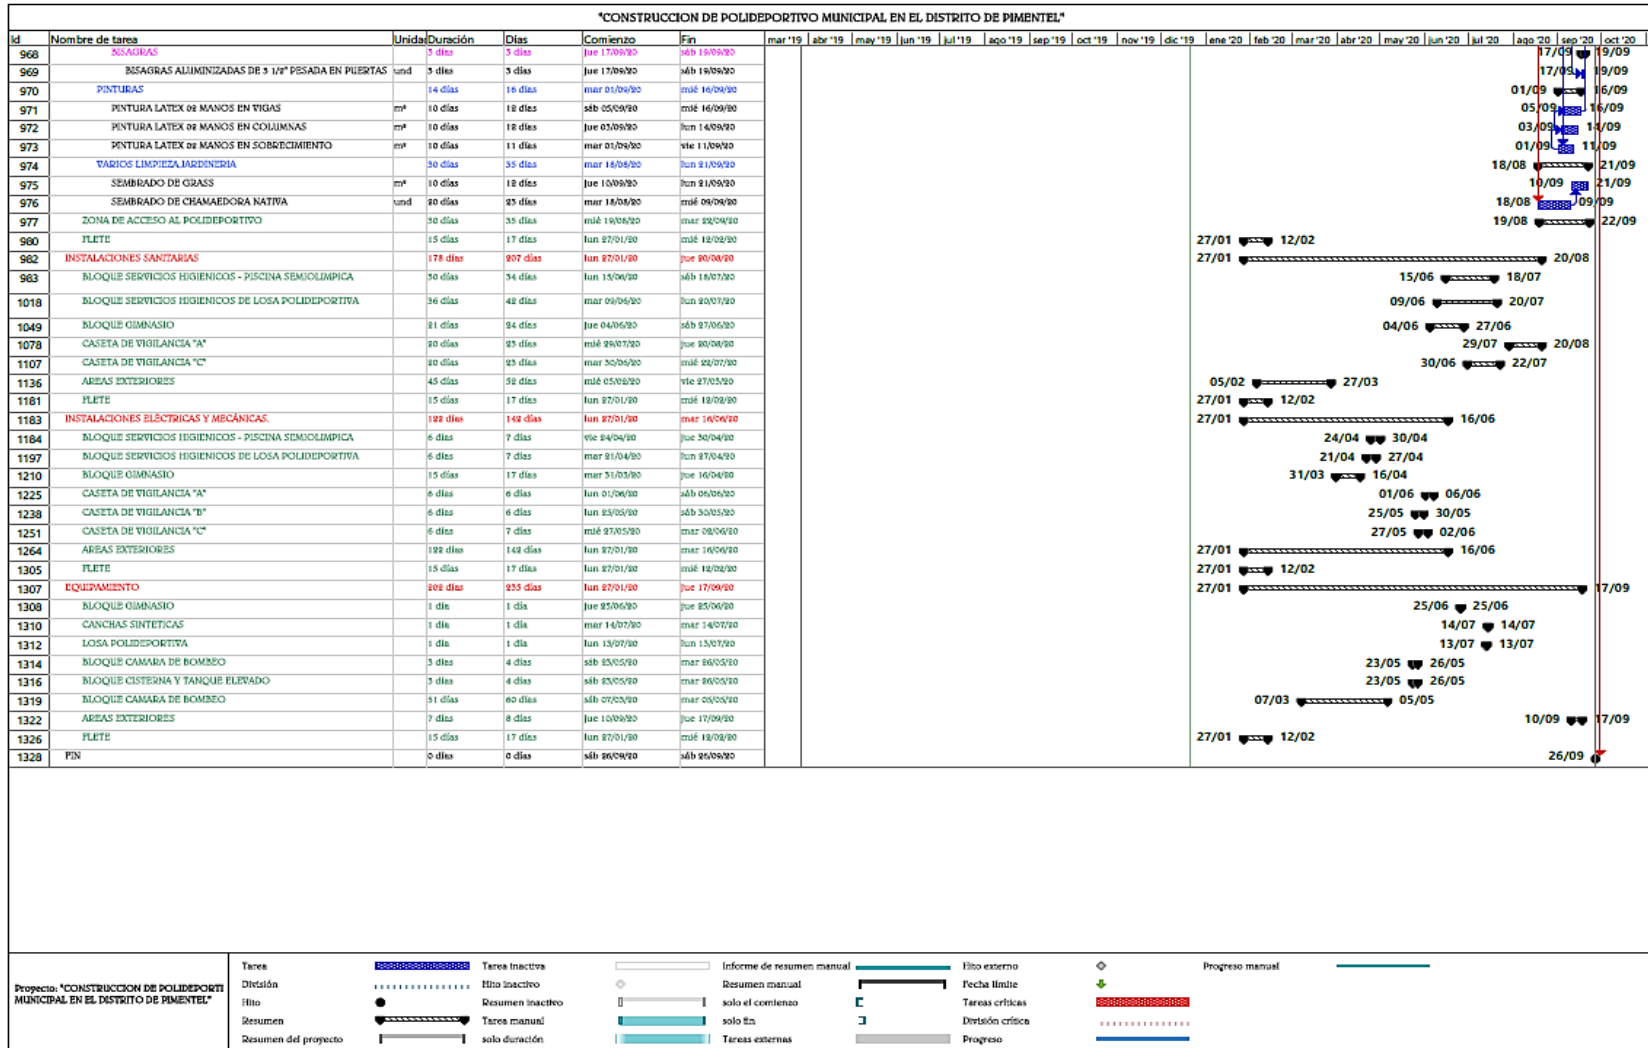 "CONSTRUCCION DE POLIDEPORTIVO MUNICIPAL EN EL DISTRITO DE PIMENTEL"
Id Nombre de tarea Unidad Duración Días Comienzo Fin mar '19 abr '19 may '19 jun '19 jul '19 ago '19 sep '19 oct '19 nov '19 dic '19 ene '20 feb '20 mar '20 abr '20 may '20 jun '20 jul '20 ago '20 sep '20 oct '20
968 BISAGRAS 3 días 3 días jue 17/09/20 sáb 19/09/20 17/09 19/09
969 BISAGRAS ALUMINIZADAS DE 3 1/2" PESADA EN PUERTAS und 3 días 3 días jue 17/09/20 sáb 19/09/20 17/09 19/09
970 PINTURAS 14 días 16 días mar 01/09/20 mié 16/09/20 01/09 16/09
971 PINTURA LATEX 02 MANOS EN VIGAS m² 10 días 12 días sáb 05/09/20 mié 16/09/20 05/09 16/09
972 PINTURA LATEX 02 MANOS EN COLUMNAS m² 10 días 12 días jue 03/09/20 lun 14/09/20 03/09 14/09
973 PINTURA LATEX 02 MANOS EN SOBRECIMIENTO m² 10 días 11 días mar 01/09/20 vie 11/09/20 01/09 11/09
974 VARIOS LIMPIEZA,JARDINERIA 30 días 35 días mar 18/08/20 lun 21/09/20 18/08 21/09
975 SEMBRADO DE GRASS m² 10 días 12 días jue 10/09/20 lun 21/09/20 10/09 21/09
976 SEMBRADO DE CHAMAEDORA NATIVA und 20 días 23 días mar 18/08/20 mié 09/09/20 18/08 09/09
977 ZONA DE ACCESO AL POLIDEPORTIVO 30 días 35 días mié 19/08/20 mar 22/09/20 19/08 22/09
980 FLETE 15 días 17 días lun 27/01/20 mié 12/02/20 27/01 12/02
982 INSTALACIONES SANITARIAS 178 días 207 días lun 27/01/20 jue 20/08/20 27/01 20/08
983 BLOQUE SERVICIOS HIGIENICOS - PISCINA SEMIOLIMPICA 30 días 34 días lun 15/06/20 sáb 18/07/20 15/06 18/07
1018 BLOQUE SERVICIOS HIGIENICOS DE LOSA POLIDEPORTIVA 36 días 42 días mar 09/06/20 lun 20/07/20 09/06 20/07
1049 BLOQUE GIMNASIO 21 días 24 días jue 04/06/20 sáb 27/06/20 04/06 27/06
1078 CASETA DE VIGILANCIA "A" 20 días 23 días mié 29/07/20 jue 20/08/20 29/07 20/08
1107 CASETA DE VIGILANCIA "C" 20 días 23 días mar 30/06/20 mié 22/07/20 30/06 22/07
1136 AREAS EXTERIORES 45 días 52 días mié 05/02/20 vie 27/03/20 05/02 27/03
1181 FLETE 15 días 17 días lun 27/01/20 mié 12/02/20 27/01 12/02
1183 INSTALACIONES ELÉCTRICAS Y MECÁNICAS. 122 días 142 días lun 27/01/20 mar 16/06/20 27/01 16/06
1184 BLOQUE SERVICIOS HIGIENICOS - PISCINA SEMIOLIMPICA 6 días 7 días vie 24/04/20 jue 30/04/20 24/04 30/04
1197 BLOQUE SERVICIOS HIGIENICOS DE LOSA POLIDEPORTIVA 6 días 7 días mar 21/04/20 lun 27/04/20 21/04 27/04
1210 BLOQUE GIMNASIO 15 días 17 días mar 31/03/20 jue 16/04/20 31/03 16/04
1225 CASETA DE VIGILANCIA "A" 6 días 6 días lun 01/06/20 sáb 06/06/20 01/06 06/06
1238 CASETA DE VIGILANCIA "B" 6 días 6 días lun 25/05/20 sáb 30/05/20 25/05 30/05
1251 CASETA DE VIGILANCIA "C" 6 días 7 días mié 27/05/20 mar 02/06/20 27/05 02/06
1264 AREAS EXTERIORES 122 días 142 días lun 27/01/20 mar 16/06/20 27/01 16/06
1305 FLETE 15 días 17 días lun 27/01/20 mié 12/02/20 27/01 12/02
1307 EQUIPAMIENTO 202 días 235 días lun 27/01/20 jue 17/09/20 27/01 17/09
1308 BLOQUE GIMNASIO 1 día 1 día jue 25/06/20 jue 25/06/20 25/06 25/06
1310 CANCHAS SINTETICAS 1 día 1 día mar 14/07/20 mar 14/07/20 14/07 14/07
1312 LOSA POLIDEPORTIVA 1 día 1 día lun 13/07/20 lun 13/07/20 13/07 13/07
1314 BLOQUE CAMARA DE BOMBEO 3 días 4 días sáb 23/05/20 mar 26/05/20 23/05 26/05
1316 BLOQUE CISTERNA Y TANQUE ELEVADO 3 días 4 días sáb 23/05/20 mar 26/05/20 23/05 26/05
1319 BLOQUE CAMARA DE BOMBEO 51 días 60 días sáb 07/03/20 mar 05/05/20 07/03 05/05
1322 AREAS EXTERIORES 7 días 8 días jue 10/09/20 jue 17/09/20 10/09 17/09
1326 FLETE 15 días 17 días lun 27/01/20 mié 12/02/20 27/01 12/02
1328 FIN 0 días 0 días sáb 26/09/20 sáb 26/09/20 26/09
Proyecto: "CONSTRUCCION DE POLIDEPORTI
MUNICIPAL EN EL DISTRITO DE PIMENTEL"
Tarea Tarea inactiva Informe de resumen manual Hito externo Progreso manual
División Hito inactivo Resumen manual Fecha límite
Hito Resumen inactivo solo el comienzo Tareas críticas
Resumen Tarea manual solo fin División crítica
Resumen del proyecto solo duración Tareas externas Progreso